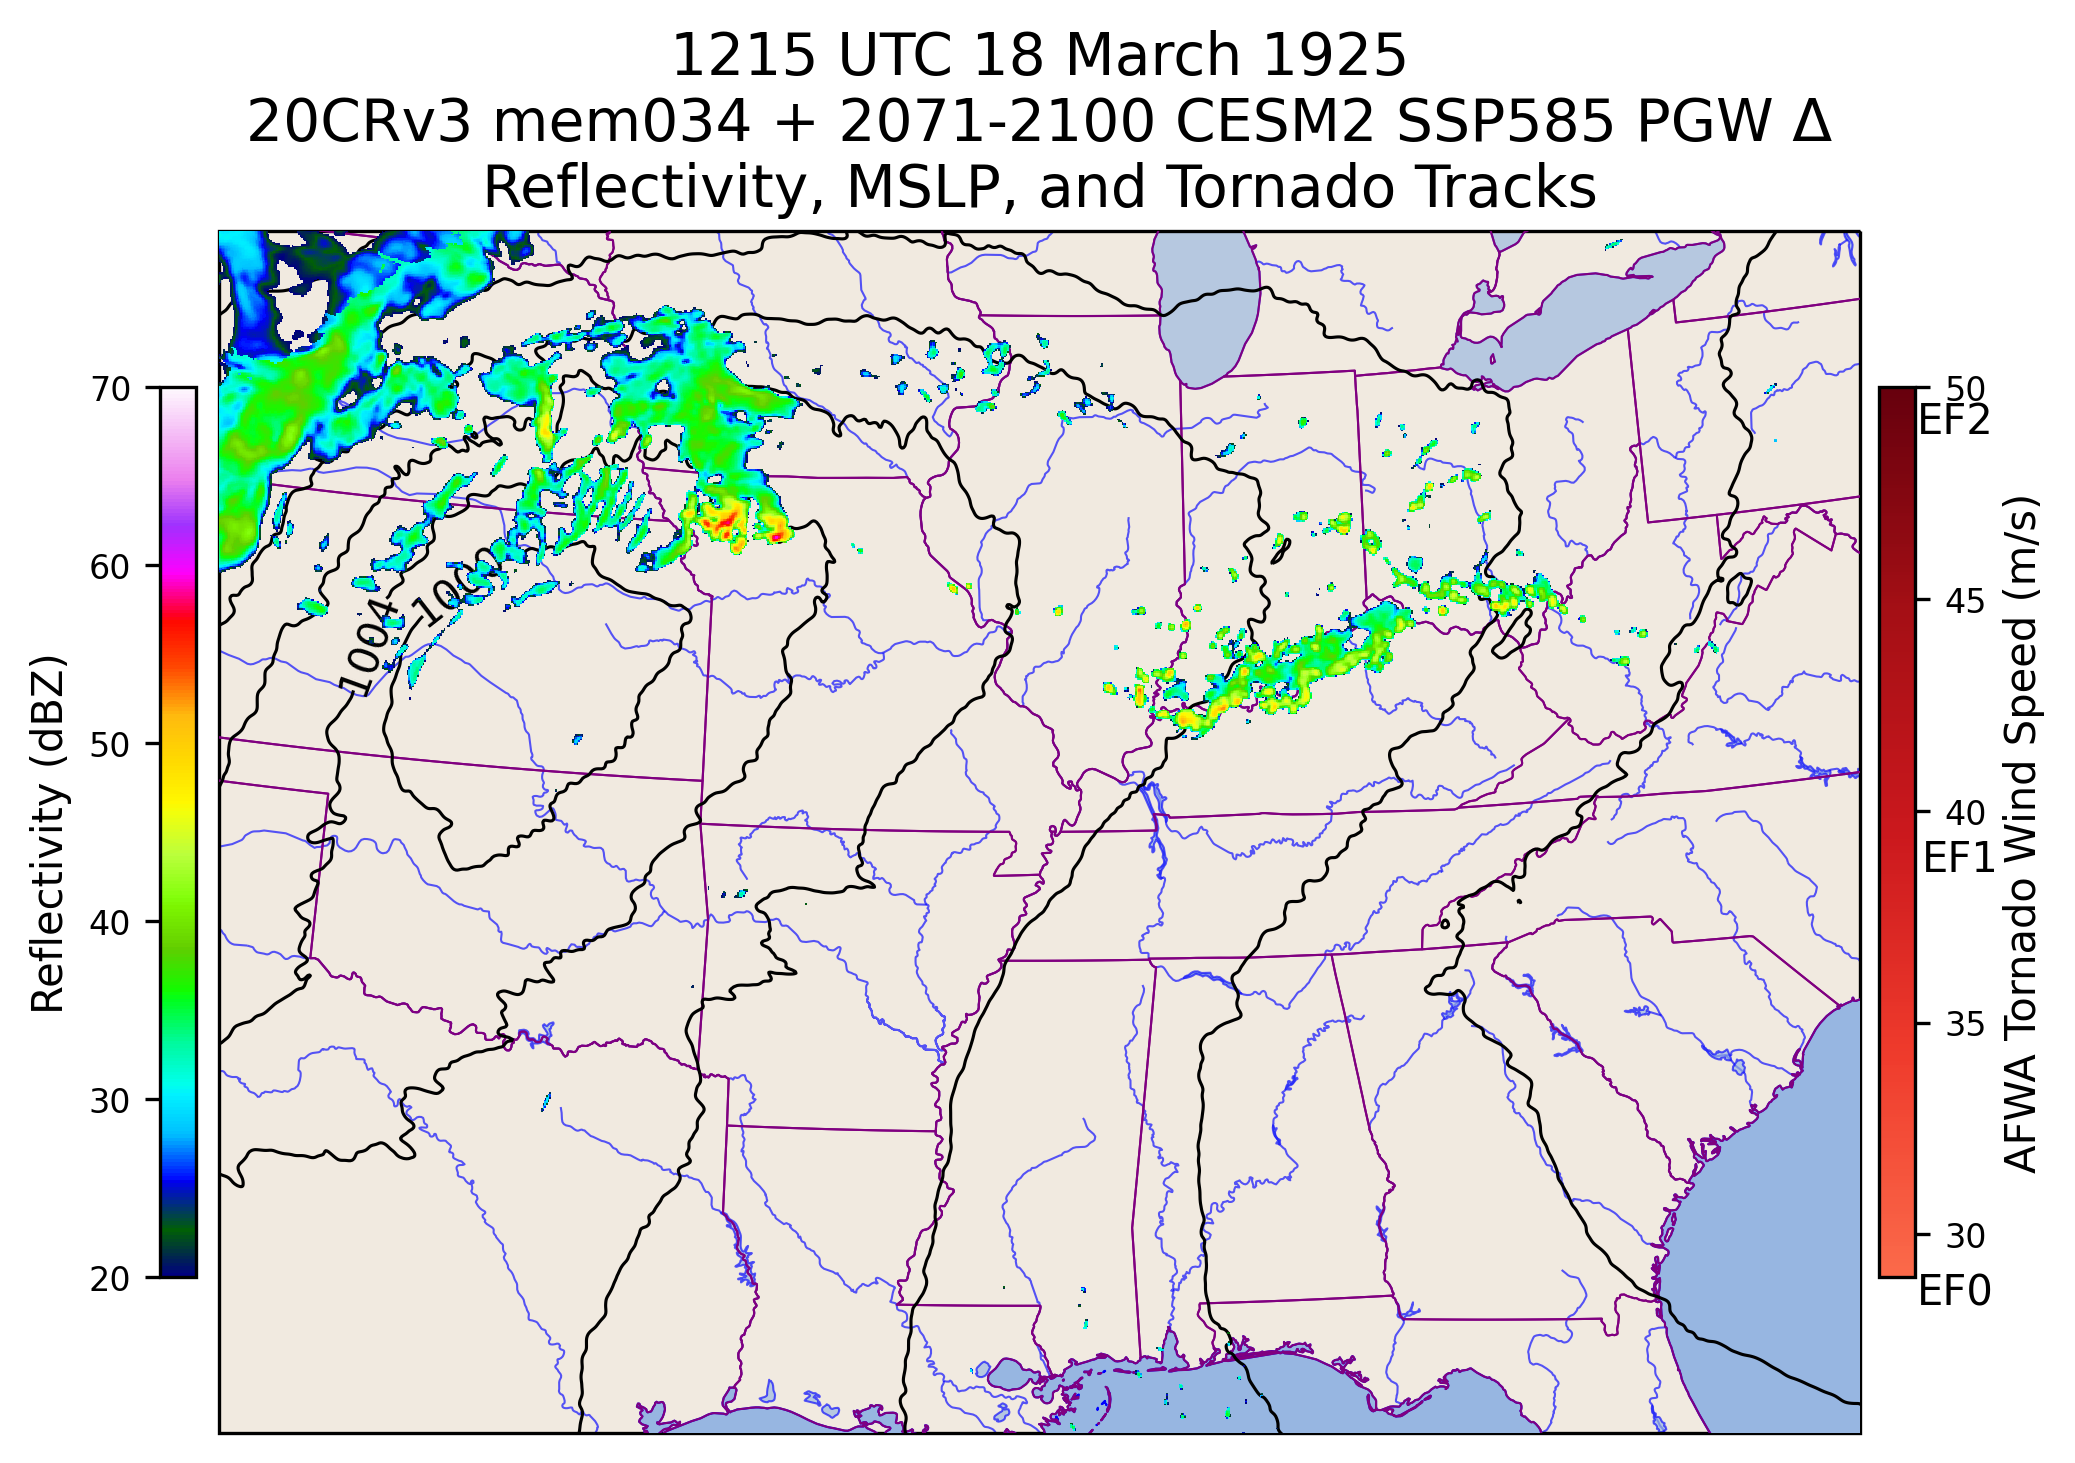 1215 UTC 18 March 1925
20CRv3 mem034 + 2071-2100 CESM2 SSP585 PGW Δ
Reflectivity, MSLP, and Tornado Tracks
70
60
50
40
30
20
Reflectivity (dBZ)
1004
50
EF2
45
40
EF1
35
30
EF0
AFWA Tornado Wind Speed (m/s)